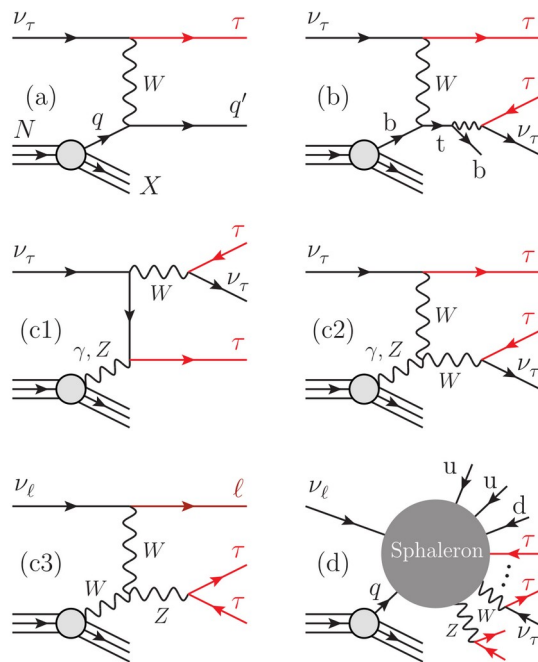 ν_τ τ
W
(a) q q′
N
X
ν_τ τ
W τ
(b)
b t ν_τ
b
ν_τ τ
W ν_τ
(c1)
γ, Z τ
ν_τ τ
W τ
(c2)
γ, Z W ν_τ
ν_ℓ ℓ
W τ
(c3)
W Z τ
ν_ℓ u u d
Sphaleron τ
(d)
q W τ
Z ν_τ